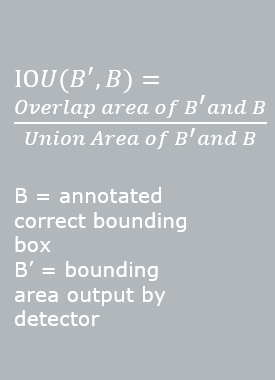 IOU(B′, B) =
Overlap area of B′and B
Union Area of B′and B
B = annotated
correct bounding
box
B′ = bounding
area output by
detector